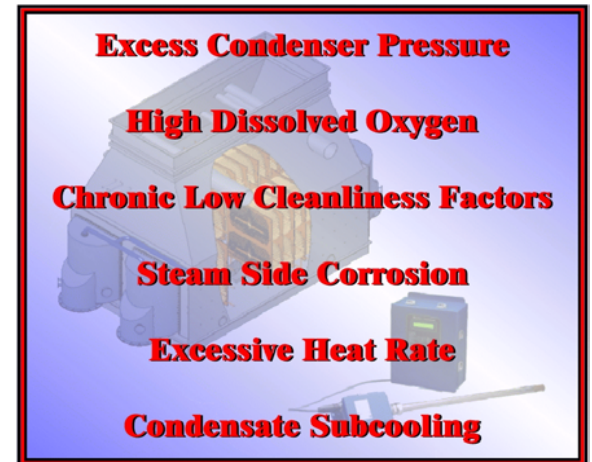 Excess Condenser Pressure
High Dissolved Oxygen
Chronic Low Cleanliness Factors
Steam Side Corrosion
Excessive Heat Rate
Condensate Subcooling